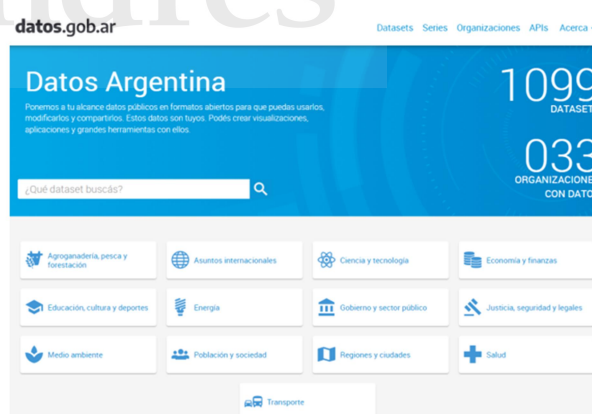 datos.gob.ar
Datasets Series Organizaciones APIs Acerca
Datos Argentina
Ponemos a tu alcance datos públicos en formatos abiertos para que puedas usarlos,
modificarlos y compartirlos. Estos datos son tuyos. Podés crear visualizaciones,
aplicaciones y grandes herramientas con ellos.
¿Qué dataset buscás?
1099
DATASET
033
ORGANIZACIONE
CON DATO
Agroganadería, pesca y
forestación
Asuntos internacionales
Ciencia y tecnología
Economía y finanzas
Educación, cultura y deportes
Energía
Gobierno y sector público
Justicia, seguridad y legales
Medio ambiente
Población y sociedad
Regiones y ciudades
Salud
Transporte